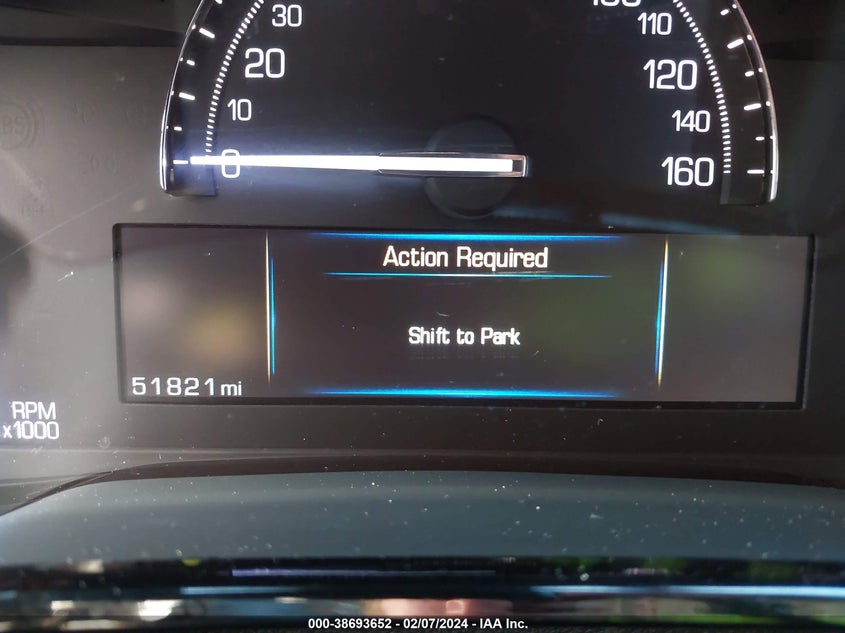 30
20
10
0
110
120
140
160
Action Required
Shift to Park
51821 mi
RPM
x1000
000-38693652 - 02/07/2024 - IAA Inc.